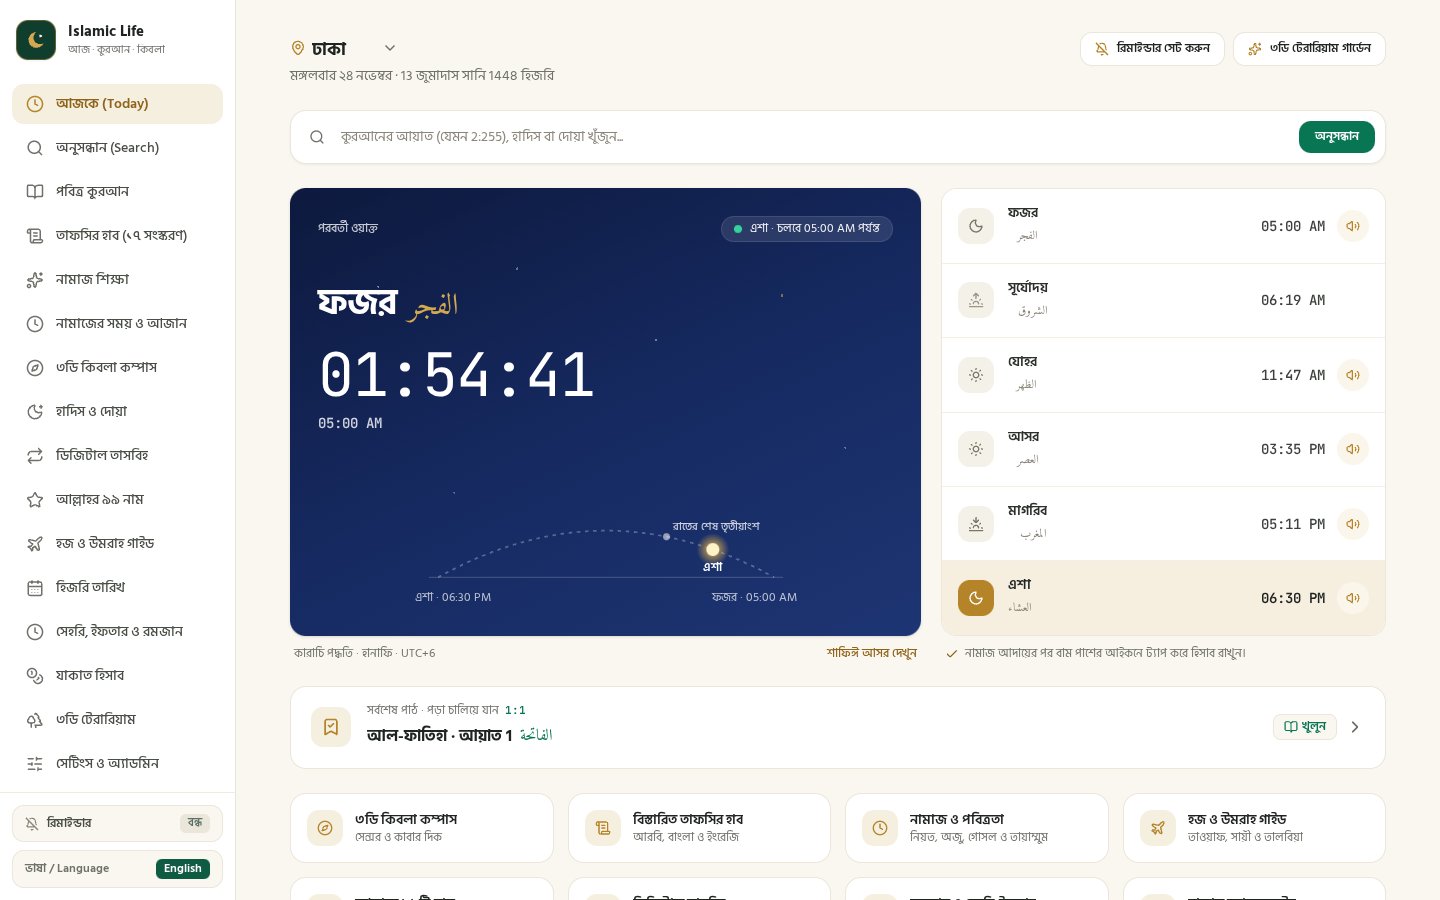 Islamic Life
আজ · কুরআন · কিবলা
আজকে (Today)
অনুসন্ধান (Search)
পবিত্র কুরআন
তাফসির হাব (১৭ সংস্করণ)
নামাজ শিক্ষা
নামাজের সময় ও আজান
৩ডি কিবলা কম্পাস
হাদিস ও দোয়া
ডিজিটাল তাসবিহ
আল্লাহর ৯৯ নাম
হজ ও উমরাহ গাইড
হিজরি তারিখ
সেহরি, ইফতার ও রমজান
যাকাত হিসাব
৩ডি টেরারিয়াম
সেটিংস ও অ্যাডমিন
রিমাইন্ডার বন্ধ
ভাষা / Language English
ঢাকা
মঙ্গলবার ২৪ নভেম্বর · 13 জুমাদাস সানি 1448 হিজরি
রিমাইন্ডার সেট করুন
৩ডি টেরারিয়াম গার্ডেন
কুরআনের আয়াত (যেমন 2:255), হাদিস বা দোয়া খুঁজুন...
অনুসন্ধান
পরবর্তী ওয়াক্ত
এশা · চলবে 05:00 AM পর্যন্ত
ফজর الفجر
01:54:41
05:00 AM
রাতের শেষ তৃতীয়াংশ
এশা
এশা · 06:30 PM
ফজর · 05:00 AM
কারাচি পদ্ধতি · হানাফি · UTC+6
শাফিঈ আসর দেখুন
ফজর
الفجر
05:00 AM
সূর্যোদয়
الشروق
06:19 AM
যোহর
الظهر
11:47 AM
আসর
العصر
03:35 PM
মাগরিব
المغرب
05:11 PM
এশা
العشاء
06:30 PM
নামাজ আদায়ের পর বাম পাশের আইকনে ট্যাপ করে হিসাব রাখুন।
সর্বশেষ পাঠ · পড়া চালিয়ে যান 1:1
আল-ফাতিহা · আয়াত 1 الفاتحة
খুলুন
৩ডি কিবলা কম্পাস
সেন্সর ও কাবার দিক
বিস্তারিত তাফসির হাব
আরবি, বাংলা ও ইংরেজি
নামাজ ও পবিত্রতা
নিয়ত, অজু, গোসল ও তায়াম্মুম
হজ ও উমরাহ গাইড
তাওয়াফ, সায়ী ও তালবিয়া